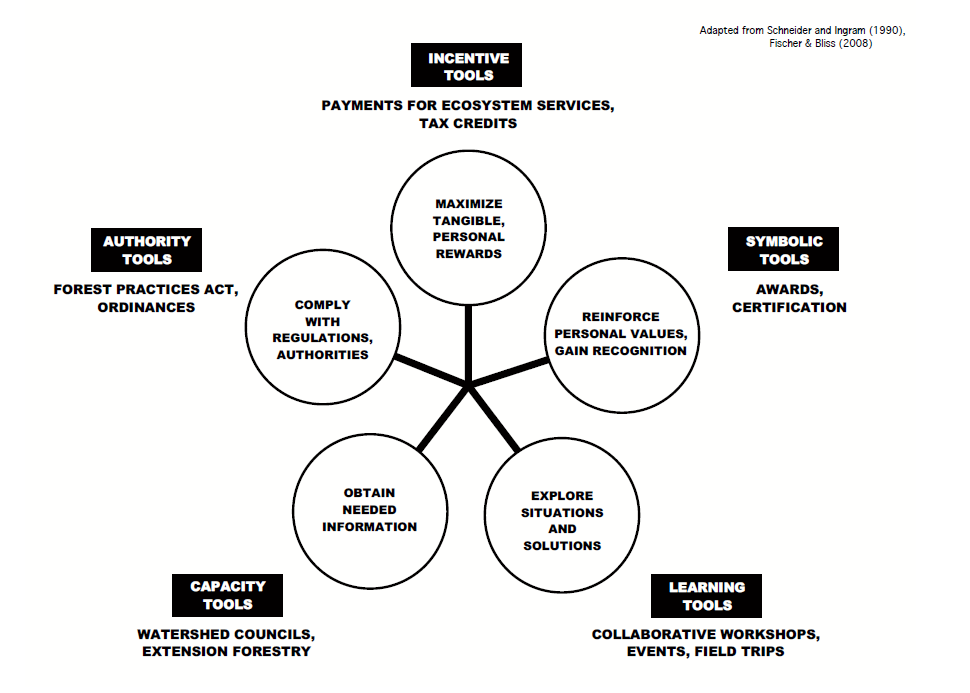 Adapted from Schneider and Ingram (1990),
Fischer & Bliss (2008)
INCENTIVE
TOOLS
PAYMENTS FOR ECOSYSTEM SERVICES,
TAX CREDITS
MAXIMIZE
TANGIBLE,
PERSONAL
REWARDS
AUTHORITY
TOOLS
FOREST PRACTICES ACT,
ORDINANCES
COMPLY
WITH
REGULATIONS,
AUTHORITIES
SYMBOLIC
TOOLS
AWARDS,
CERTIFICATION
REINFORCE
PERSONAL VALUES,
GAIN RECOGNITION
OBTAIN
NEEDED
INFORMATION
EXPLORE
SITUATIONS
AND
SOLUTIONS
CAPACITY
TOOLS
WATERSHED COUNCILS,
EXTENSION FORESTRY
LEARNING
TOOLS
COLLABORATIVE WORKSHOPS,
EVENTS, FIELD TRIPS